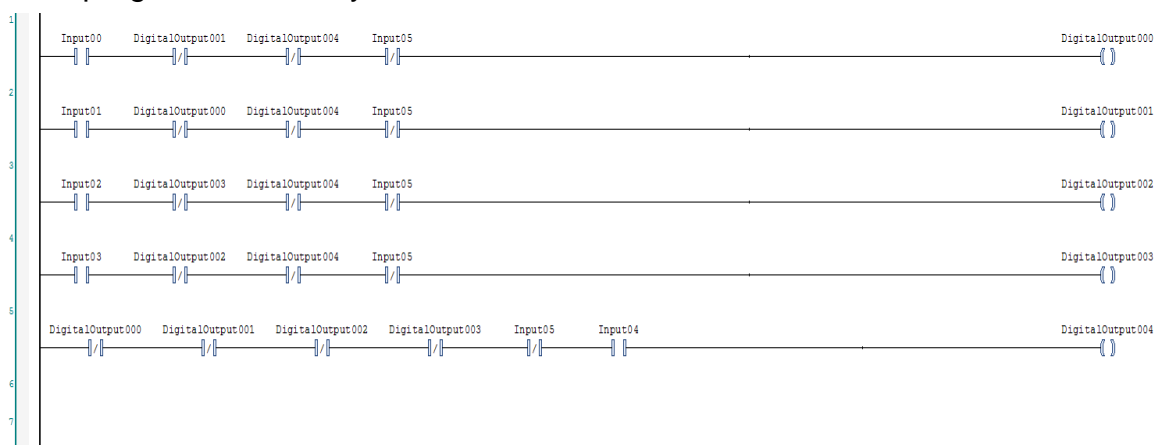 1
Input00 DigitalOutput001 DigitalOutput004 Input05 DigitalOutput000
2
Input01 DigitalOutput000 DigitalOutput004 Input05 DigitalOutput001
3
Input02 DigitalOutput003 DigitalOutput004 Input05 DigitalOutput002
4
Input03 DigitalOutput002 DigitalOutput004 Input05 DigitalOutput003
5
DigitalOutput000 DigitalOutput001 DigitalOutput002 DigitalOutput003 Input05 Input04 DigitalOutput004
6
7